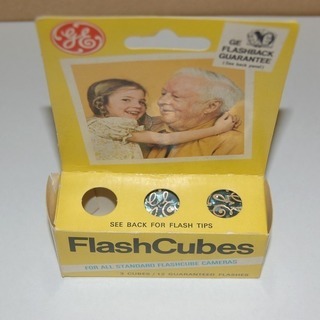 GE
GE
FLASHBACK
GUARANTEE
(See back panel)
SEE BACK FOR FLASH TIPS
FlashCubes
FOR ALL STANDARD FLASHCUBE CAMERAS
3 CUBES / 12 GUARANTEED FLASHES